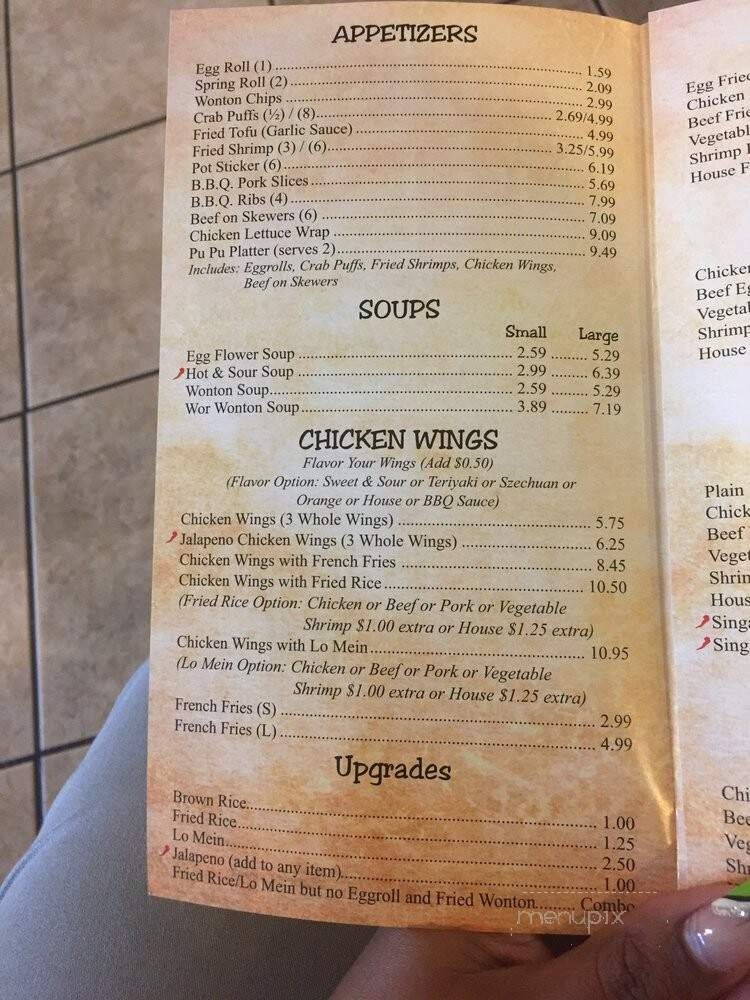 APPETIZERS
Egg Roll (1) 1.59
Spring Roll (2) 2.09
Wonton Chips 2.99
Crab Puffs (½) / (8) 2.69/4.99
Fried Tofu (Garlic Sauce) 4.99
Fried Shrimp (3) / (6) 3.25/5.99
Pot Sticker (6) 6.19
B.B.Q. Pork Slices 5.69
B.B.Q. Ribs (4) 7.99
Beef on Skewers (6) 7.09
Chicken Lettuce Wrap 9.09
Pu Pu Platter (serves 2) 9.49
Includes: Eggrolls, Crab Puffs, Fried Shrimps, Chicken Wings,
Beef on Skewers
SOUPS
Small Large
Egg Flower Soup 2.59 5.29
Hot & Sour Soup 2.99 6.39
Wonton Soup 2.59 5.29
Wor Wonton Soup 3.89 7.19
CHICKEN WINGS
Flavor Your Wings (Add $0.50)
(Flavor Option: Sweet & Sour or Teriyaki or Szechuan or
Orange or House or BBQ Sauce)
Chicken Wings (3 Whole Wings) 5.75
Jalapeno Chicken Wings (3 Whole Wings) 6.25
Chicken Wings with French Fries 8.45
Chicken Wings with Fried Rice 10.50
(Fried Rice Option: Chicken or Beef or Pork or Vegetable
Shrimp $1.00 extra or House $1.25 extra)
Chicken Wings with Lo Mein 10.95
(Lo Mein Option: Chicken or Beef or Pork or Vegetable
Shrimp $1.00 extra or House $1.25 extra)
French Fries (S) 2.99
French Fries (L) 4.99
Upgrades
Brown Rice 1.00
Fried Rice 1.25
Lo Mein 2.50
Jalapeno (add to any item) 1.00
Fried Rice/Lo Mein but no Eggroll and Fried Wonton Combo
menupix
Egg Fried
Chicken
Beef Frie
Vegetabl
Shrimp
House F
Chicken
Beef Eg
Vegetal
Shrimp
House
Plain
Chick
Beef
Veget
Shrim
Hous
Singa
Sing
Chi
Bee
Veg
Shr